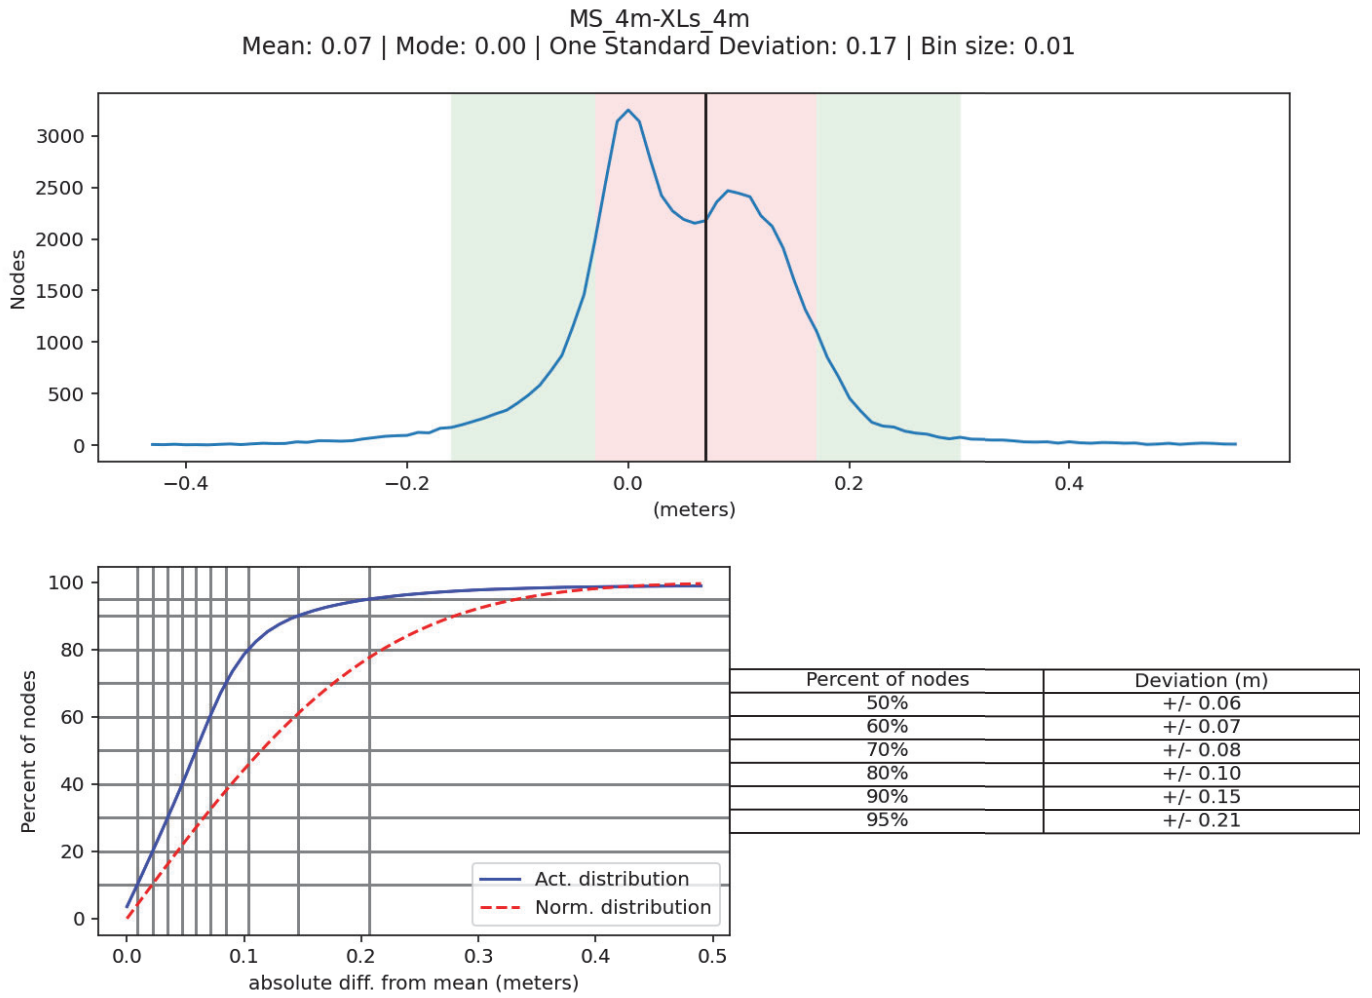 MS_4m-XLs_4m
Mean: 0.07 | Mode: 0.00 | One Standard Deviation: 0.17 | Bin size: 0.01
Nodes
3000
2500
2000
1500
1000
500
0
−0.4 −0.2 0.0 0.2 0.4
(meters)
Percent of nodes
100
80
60
40
20
0
Act. distribution
Norm. distribution
0.0 0.1 0.2 0.3 0.4 0.5
absolute diff. from mean (meters)
Percent of nodes Deviation (m)
50% +/- 0.06
60% +/- 0.07
70% +/- 0.08
80% +/- 0.10
90% +/- 0.15
95% +/- 0.21